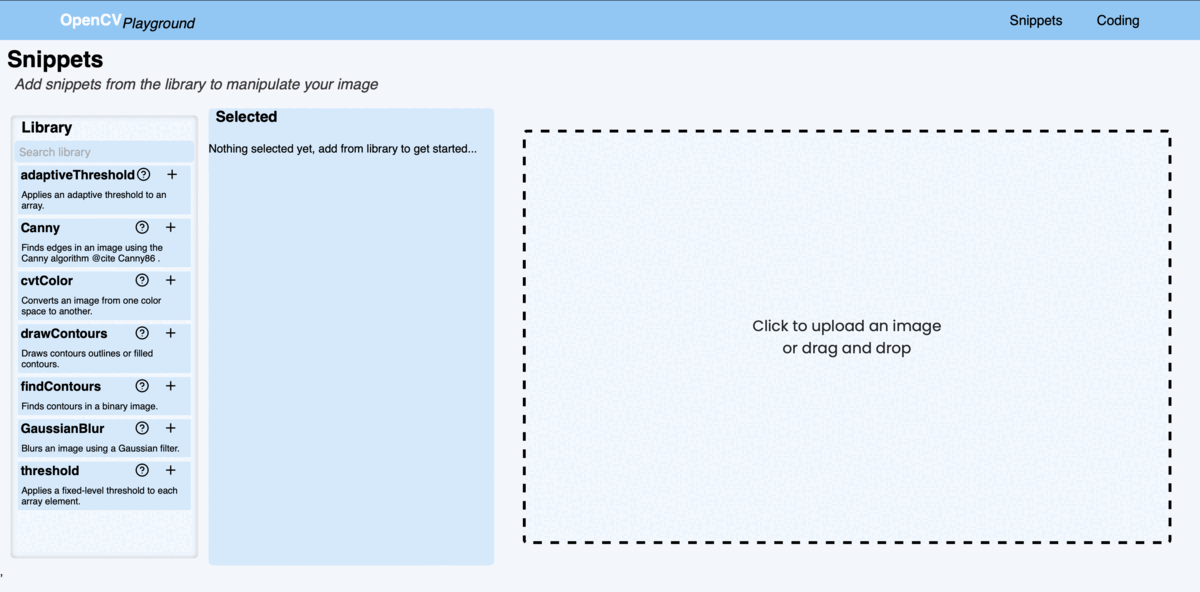 OpenCV Playground
Snippets
Coding
Snippets
Add snippets from the library to manipulate your image
Library
Search library
adaptiveThreshold
Applies an adaptive threshold to an
array.
Canny
Finds edges in an image using the
Canny algorithm @cite Canny86 .
cvtColor
Converts an image from one color
space to another.
drawContours
Draws contours outlines or filled
contours.
findContours
Finds contours in a binary image.
GaussianBlur
Blurs an image using a Gaussian filter.
threshold
Applies a fixed-level threshold to each
array element.
Selected
Nothing selected yet, add from library to get started...
Click to upload an image
or drag and drop
,